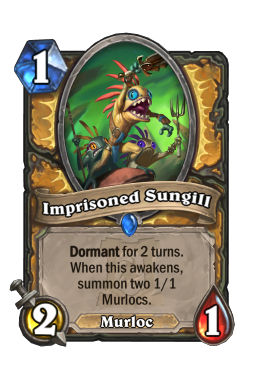 1
Imprisoned Sungill
Dormant for 2 turns.
When this awakens,
summon two 1/1
Murlocs.
2
Murloc
1